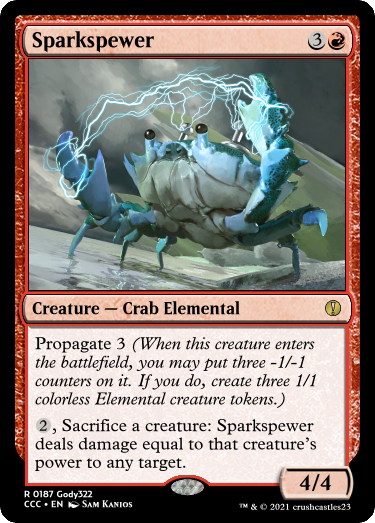 Sparkspewer 3
Creature — Crab Elemental
Propagate 3 (When this creature enters
the battlefield, you may put three -1/-1
counters on it. If you do, create three 1/1
colorless Elemental creature tokens.)
2, Sacrifice a creature: Sparkspewer
deals damage equal to that creature's
power to any target.
4/4
R 0187 Gody322
CCC • EN Sam Kanios
™ & © 2021 crushcastles23